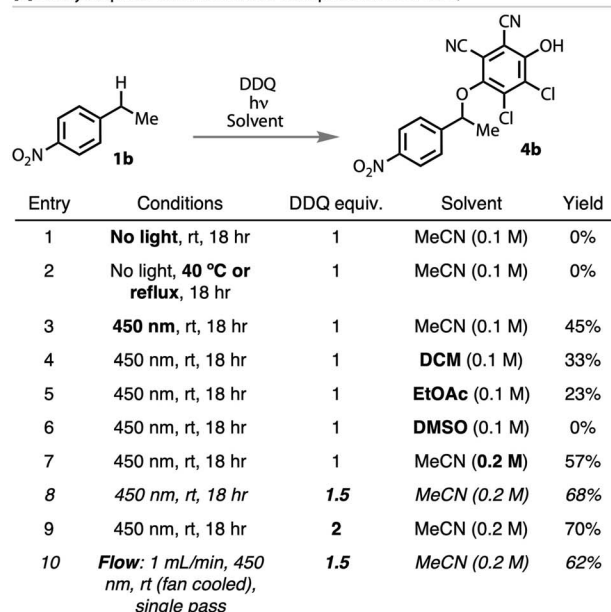 CN
NC
OH
H
DDQ
hν
O
Cl
Me
Solvent
Cl
Me
O₂N
1b
4b
O₂N
Entry Conditions DDQ equiv. Solvent Yield
1 No light, rt, 18 hr 1 MeCN (0.1 M) 0%
2 No light, 40 ºC or 1 MeCN (0.1 M) 0%
reflux, 18 hr
3 450 nm, rt, 18 hr 1 MeCN (0.1 M) 45%
4 450 nm, rt, 18 hr 1 DCM (0.1 M) 33%
5 450 nm, rt, 18 hr 1 EtOAc (0.1 M) 23%
6 450 nm, rt, 18 hr 1 DMSO (0.1 M) 0%
7 450 nm, rt, 18 hr 1 MeCN (0.2 M) 57%
8 450 nm, rt, 18 hr 1.5 MeCN (0.2 M) 68%
9 450 nm, rt, 18 hr 2 MeCN (0.2 M) 70%
10 Flow: 1 mL/min, 450 1.5 MeCN (0.2 M) 62%
nm, rt (fan cooled),
single pass